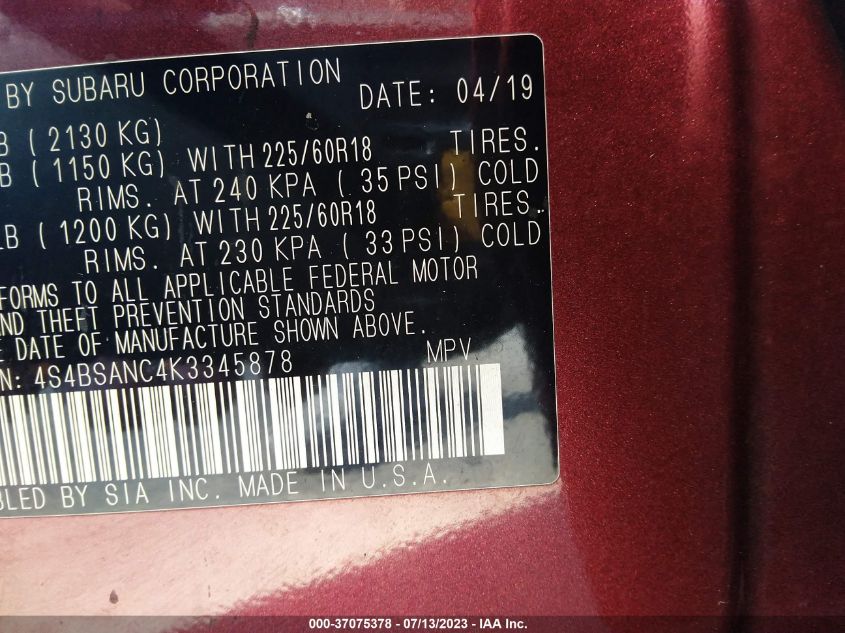 BY SUBARU CORPORATION DATE: 04/19
B ( 2130 KG)
B ( 1150 KG) WITH 225/60R18 TIRES.
RIMS. AT 240 KPA ( 35 PSI) COLD
LB ( 1200 KG) WITH 225/60R18 TIRES.
RIMS. AT 230 KPA ( 33 PSI) COLD
FORMS TO ALL APPLICABLE FEDERAL MOTOR
ND THEFT PREVENTION STANDARDS
E DATE OF MANUFACTURE SHOWN ABOVE.
N: 4S4BSANC4K3345878 MPV
BLED BY SIA INC. MADE IN U.S.A.
000-37075378 - 07/13/2023 - IAA Inc.